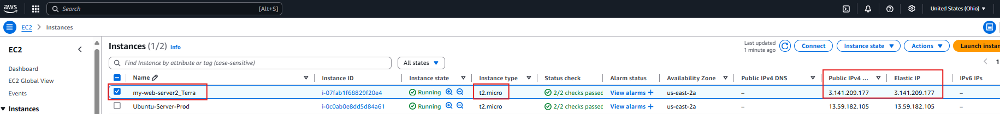 aws Search [Alt+S] United States (Ohio)
EC2 > Instances
EC2
Dashboard
EC2 Global View
Events
Instances
Instances (1/2) Info
Last updated
1 minute ago
Connect Instance state Actions Launch instan
Find Instance by attribute or tag (case-sensitive) All states
1
Name Instance ID Instance state Instance type Status check Alarm status Availability Zone Public IPv4 DNS Public IPv4 ... Elastic IP IPv6 IPs
my-web-server2_Terra i-07fab1f68829f20e4 Running t2.micro 2/2 checks passed View alarms + us-east-2a – 3.141.209.177 3.141.209.177 –
Ubuntu-Server-Prod i-0c0ab0e8dd5d84a61 Running t2.micro 2/2 checks passed View alarms + us-east-2a – 13.59.182.105 13.59.182.105 –